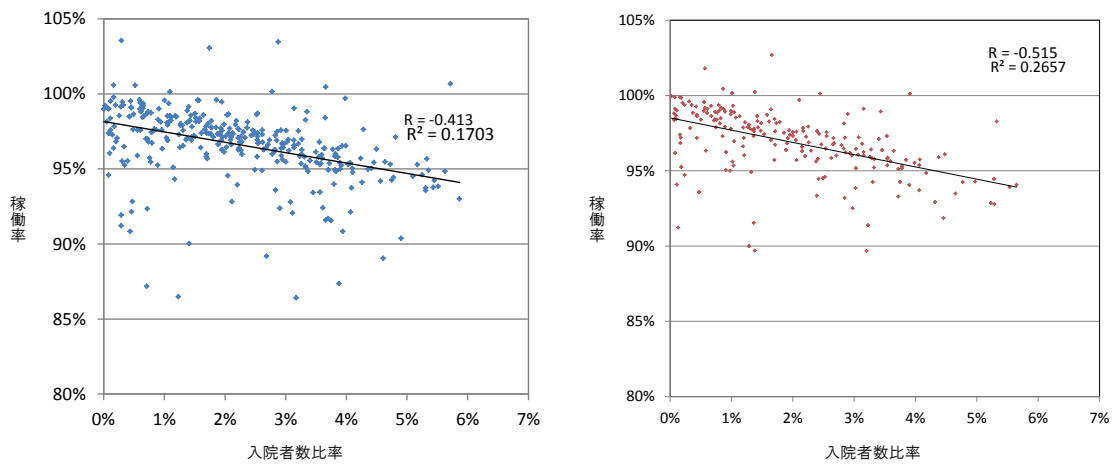 105%
100%
95%
90%
85%
80%
稼働率
R = -0.413
R² = 0.1703
0% 1% 2% 3% 4% 5% 6% 7%
入院者数比率
105%
100%
95%
90%
85%
80%
稼働率
R = -0.515
R² = 0.2657
0% 1% 2% 3% 4% 5% 6% 7%
入院者数比率